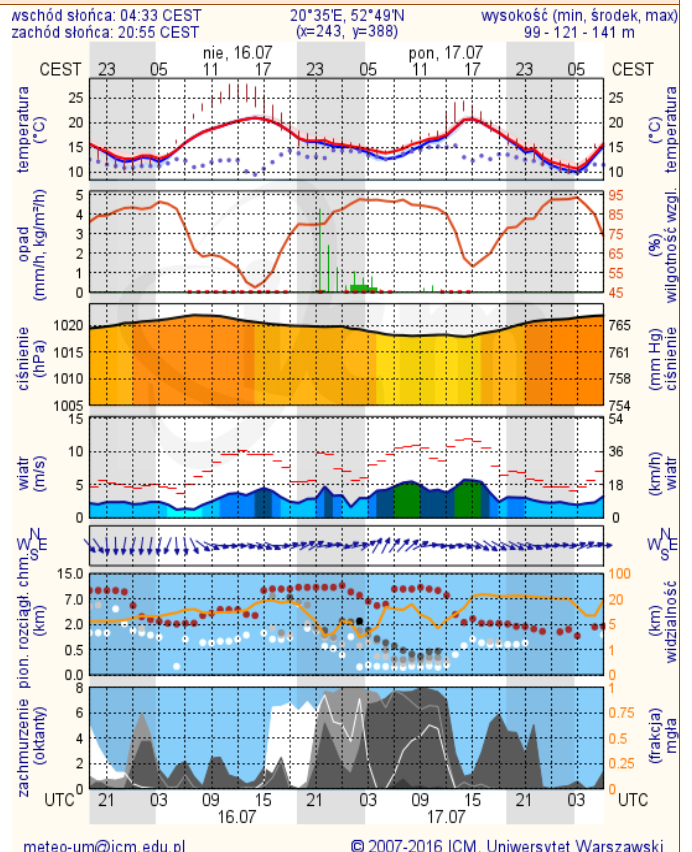 wschód słońca: 04:33 CEST 20°35'E, 52°49'N wysokość (min, środek, max)
zachód słońca: 20:55 CEST (x=243, y=388) 99 - 121 - 141 m
nie, 16.07 pon, 17.07
CEST 23 05 11 17 23 05 11 17 23 05 CEST
temperatura (°C)
25 20 15 10
25 20 15 10
temperatura (°C)
opad (mm/h, kg/m²/h)
5 4 3 2 1 0
95 85 75 65 55 45
(%) wilgotność wzgl.
ciśnienie (hPa)
1020 1015 1010 1005
765 761 758 754
(mm Hg) ciśnienie
wiatr (m/s)
15 10 5 0
54 36 18 0
(km/h) wiatr
N W E S
N W E S
pion. rozciągł. chm. (km)
15.0 7.0 2.0 0.5 0.0
100 20 5 1 0
(km) widzialność
zachmurzenie (oktanty)
8 6 4 2 0
1 0.75 0.5 0.25 0
(frakcja) mgła
UTC 21 03 09 15 21 03 09 15 21 03 UTC
16.07 17.07
meteo-um@icm.edu.pl © 2007-2016 ICM, Uniwersytet Warszawski